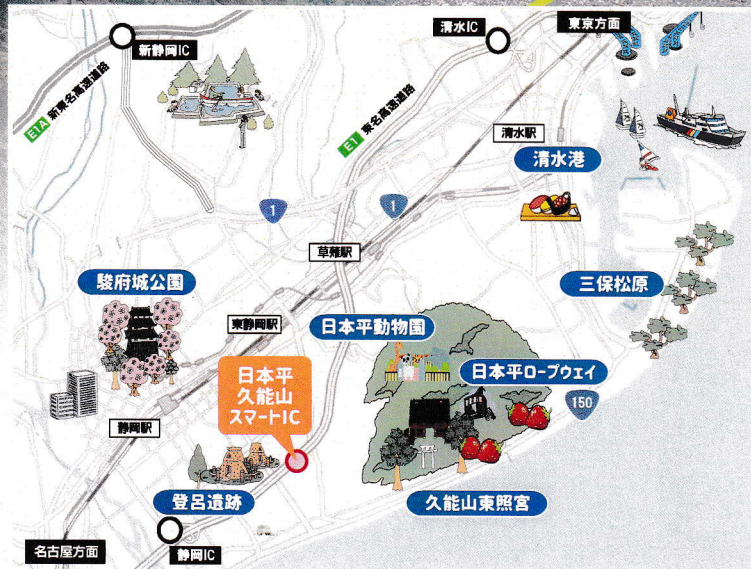 清水IC
東京方面
新静岡IC
E1A 新東名高速道路
E1 東名高速道路
清水駅
清水港
1
1
草薙駅
駿府城公園
三保松原
東静岡駅
日本平動物園
日本平
久能山
スマートIC
日本平ロープウェイ
150
静岡駅
登呂遺跡
久能山東照宮
名古屋方面
静岡IC